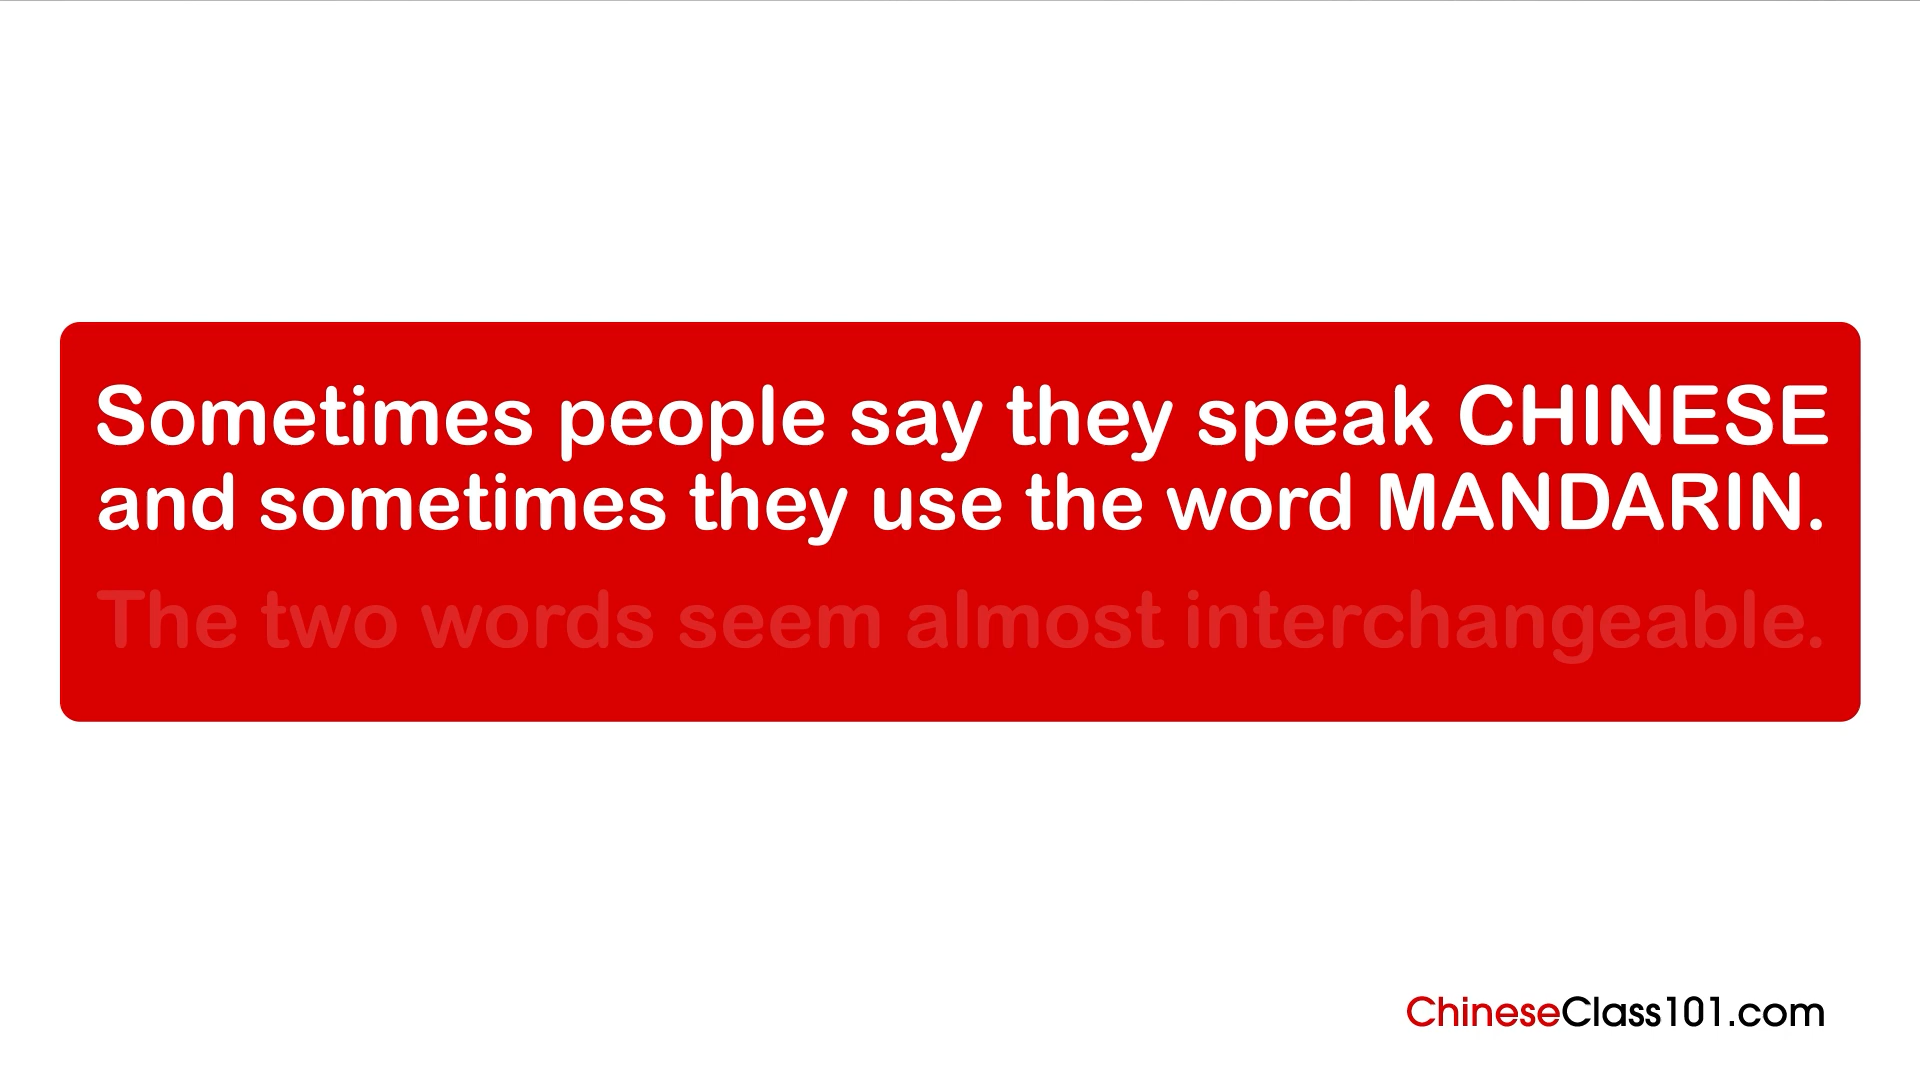 Sometimes people say they speak CHINESE
and sometimes they use the word MANDARIN.
The two words seem almost interchangeable.
ChineseClass101.com